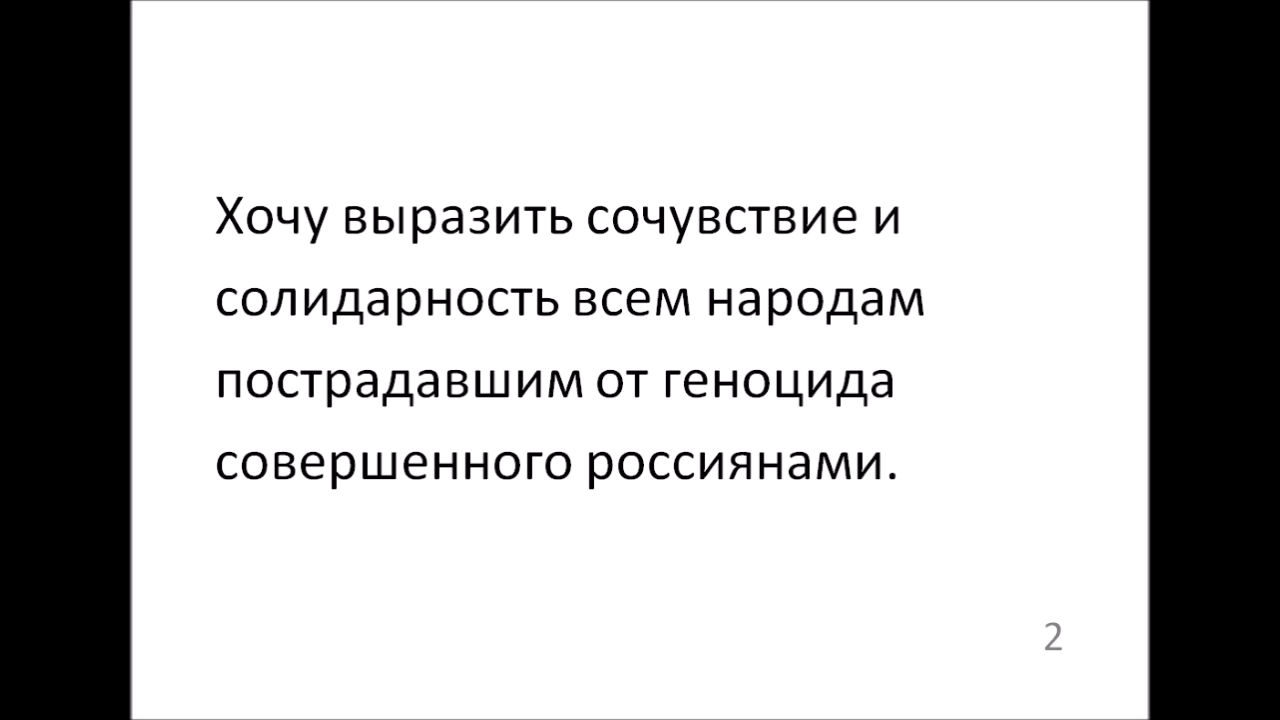 Хочу выразить сочувствие и
солидарность всем народам
пострадавшим от геноцида
совершенного россиянами.
2